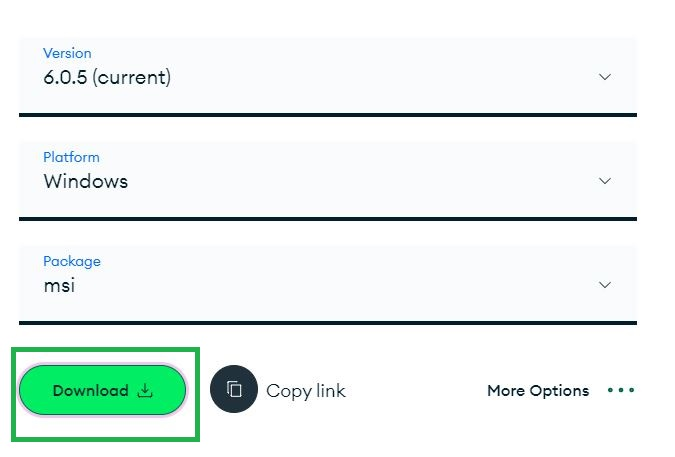 Version
6.0.5 (current)
Platform
Windows
Package
msi
Download
Copy link
More Options